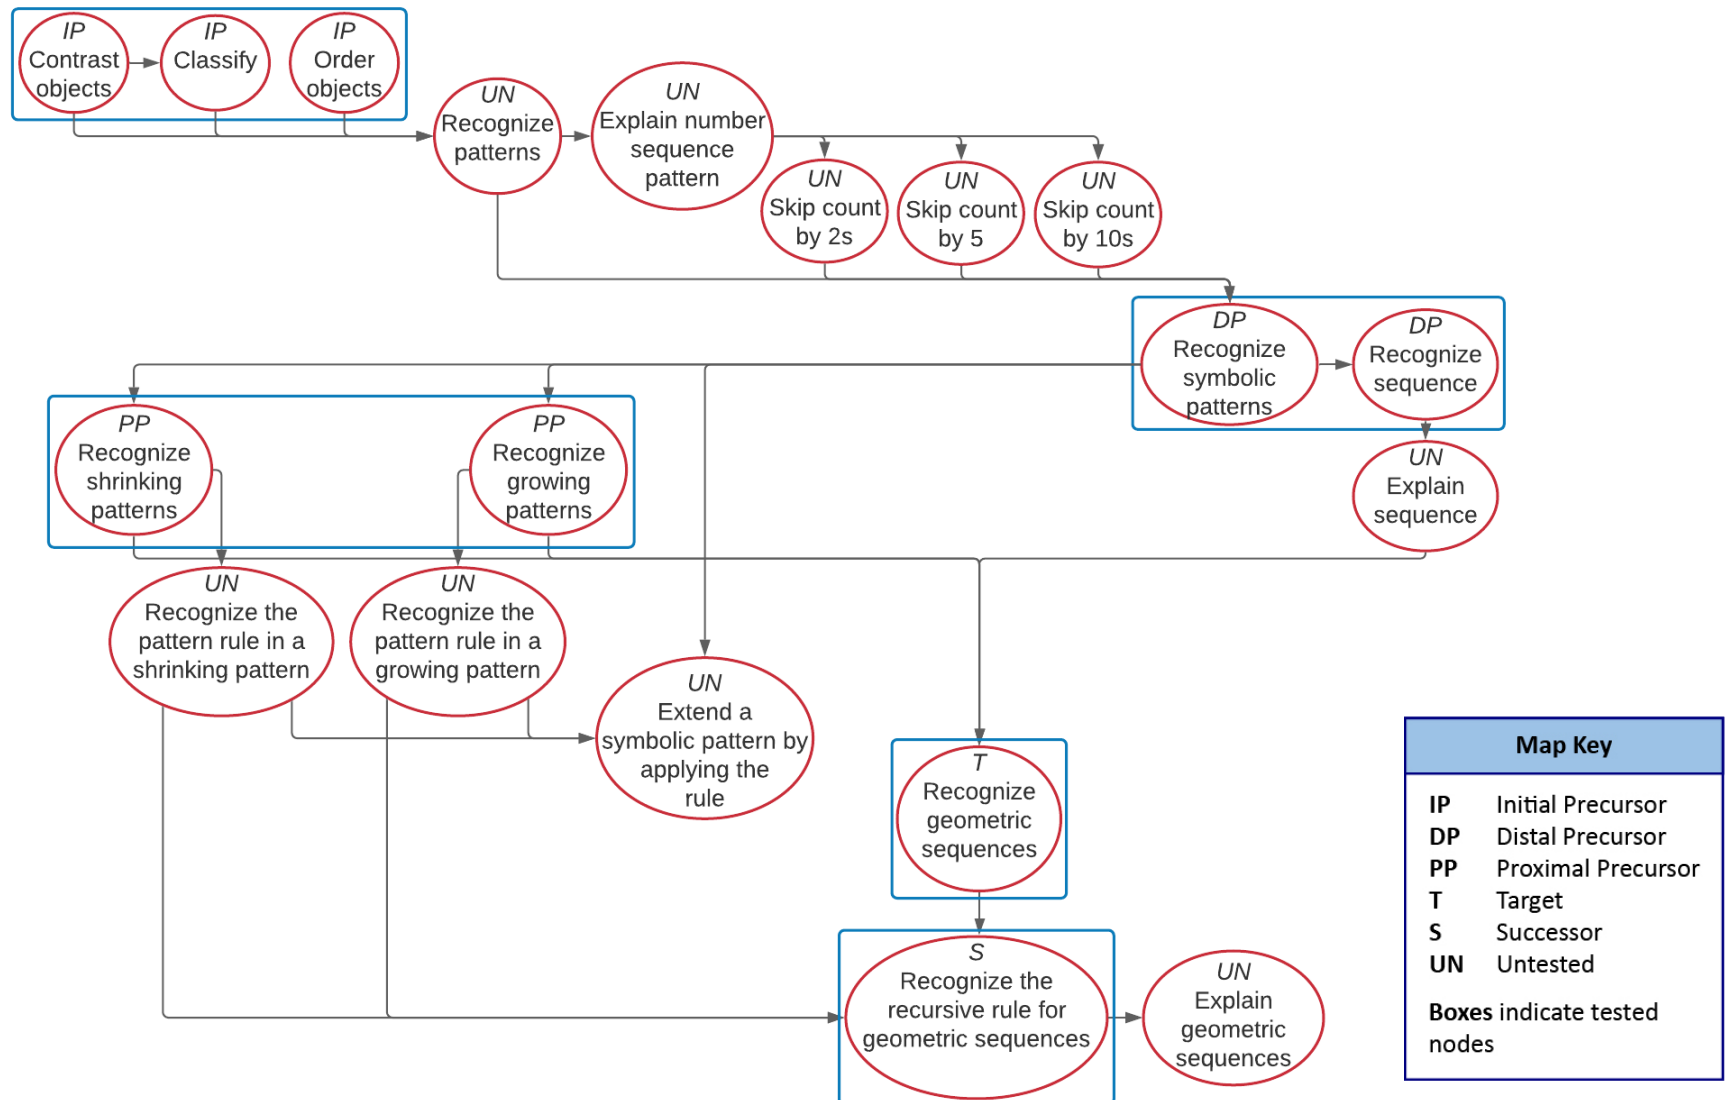 IP
Contrast
objects
IP
Classify
IP
Order
objects
UN
Recognize
patterns
UN
Explain number
sequence
pattern
UN
Skip count
by 2s
UN
Skip count
by 5
UN
Skip count
by 10s
DP
Recognize
symbolic
patterns
DP
Recognize
sequence
PP
Recognize
shrinking
patterns
PP
Recognize
growing
patterns
UN
Explain
sequence
UN
Recognize the
pattern rule in a
shrinking pattern
UN
Recognize the
pattern rule in a
growing pattern
UN
Extend a
symbolic pattern by
applying the
rule
T
Recognize
geometric
sequences
S
Recognize the
recursive rule for
geometric sequences
UN
Explain
geometric
sequences
Map Key
IP Initial Precursor
DP Distal Precursor
PP Proximal Precursor
T Target
S Successor
UN Untested
Boxes indicate tested
nodes